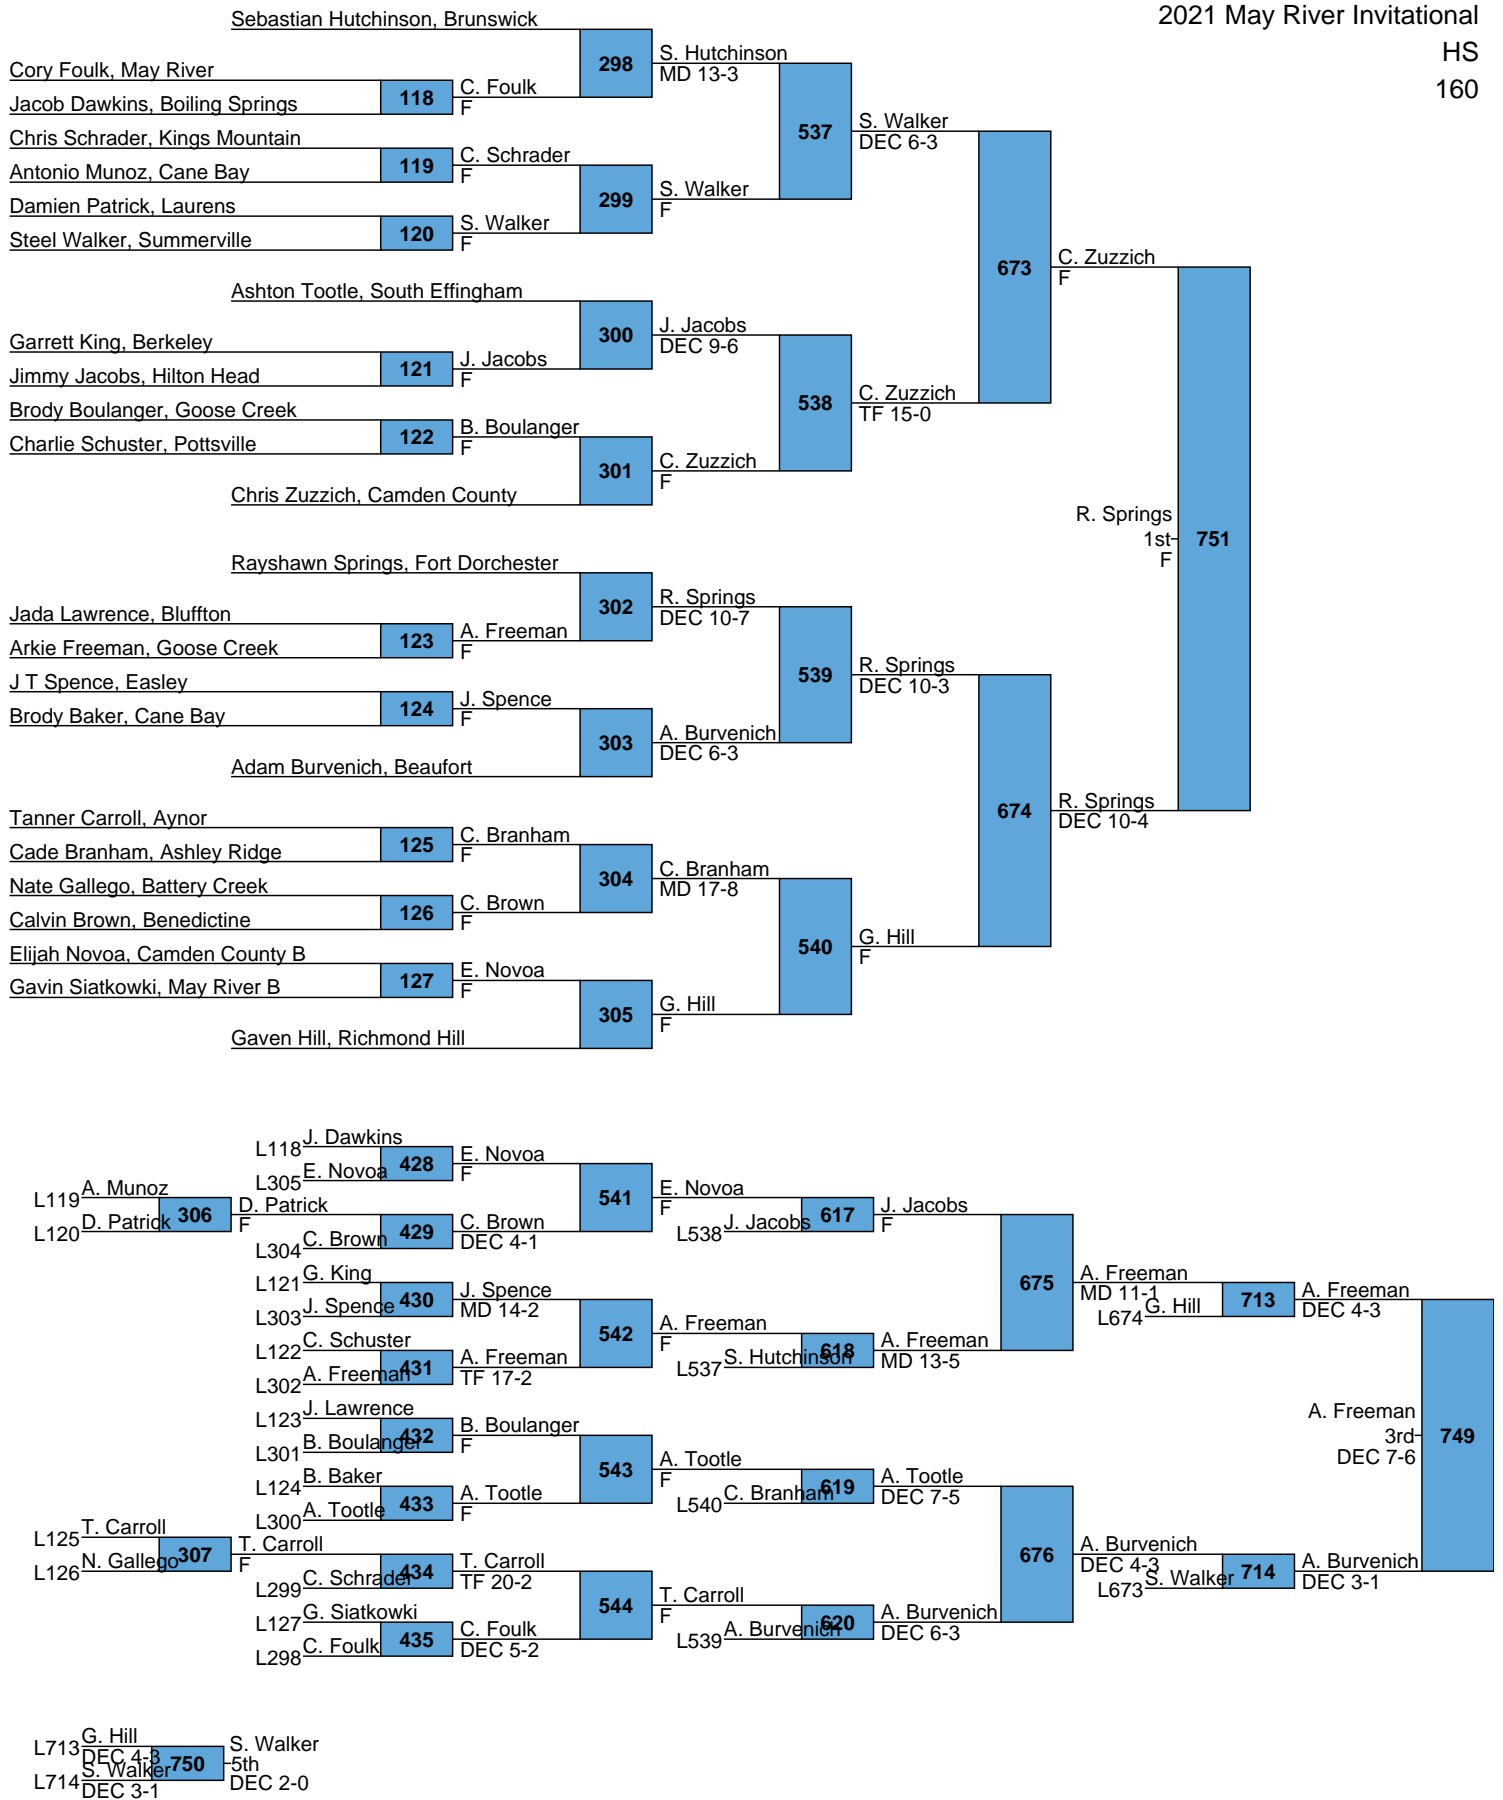 2021 May River Invitational
HS
160
Sebastian Hutchinson, Brunswick
298
S. Hutchinson
MD 13-3
Cory Foulk, May River
118
C. Foulk
F
Jacob Dawkins, Boiling Springs
537
S. Walker
DEC 6-3
Chris Schrader, Kings Mountain
119
C. Schrader
F
Antonio Munoz, Cane Bay
299
S. Walker
F
Damien Patrick, Laurens
120
S. Walker
F
Steel Walker, Summerville
673
C. Zuzzich
F
Ashton Tootle, South Effingham
300
J. Jacobs
DEC 9-6
Garrett King, Berkeley
121
J. Jacobs
F
Jimmy Jacobs, Hilton Head
538
C. Zuzzich
TF 15-0
Brody Boulanger, Goose Creek
122
B. Boulanger
F
Charlie Schuster, Pottsville
301
C. Zuzzich
F
Chris Zuzzich, Camden County
R. Springs
1st
F
751
Rayshawn Springs, Fort Dorchester
302
R. Springs
DEC 10-7
Jada Lawrence, Bluffton
123
A. Freeman
F
Arkie Freeman, Goose Creek
539
R. Springs
DEC 10-3
J T Spence, Easley
124
J. Spence
F
Brody Baker, Cane Bay
303
A. Burvenich
DEC 6-3
Adam Burvenich, Beaufort
674
R. Springs
DEC 10-4
Tanner Carroll, Aynor
125
C. Branham
F
Cade Branham, Ashley Ridge
304
C. Branham
MD 17-8
Nate Gallego, Battery Creek
126
C. Brown
F
Calvin Brown, Benedictine
540
G. Hill
F
Elijah Novoa, Camden County B
127
E. Novoa
F
Gavin Siatkowki, May River B
305
G. Hill
F
Gaven Hill, Richmond Hill
L118
J. Dawkins
428
E. Novoa
F
L305
E. Novoa
541
E. Novoa
F
L119
A. Munoz
306
D. Patrick
F
L120
D. Patrick
429
C. Brown
DEC 4-1
L304
C. Brown
L538
J. Jacobs
617
J. Jacobs
F
L121
G. King
430
J. Spence
MD 14-2
L303
J. Spence
675
A. Freeman
MD 11-1
L674
G. Hill
713
A. Freeman
DEC 4-3
542
A. Freeman
F
L122
C. Schuster
431
A. Freeman
TF 17-2
L302
A. Freeman
L537
S. Hutchinson
618
A. Freeman
MD 13-5
L123
J. Lawrence
432
B. Boulanger
F
L301
B. Boulanger
543
A. Tootle
F
A. Freeman
3rd
DEC 7-6
749
L124
B. Baker
433
A. Tootle
F
L300
A. Tootle
L540
C. Branham
619
A. Tootle
DEC 7-5
L125
T. Carroll
307
T. Carroll
F
L126
N. Gallego
434
T. Carroll
TF 20-2
L299
C. Schrader
676
A. Burvenich
DEC 4-3
L673
S. Walker
714
A. Burvenich
DEC 3-1
544
T. Carroll
F
L127
G. Siatkowki
435
C. Foulk
DEC 5-2
L298
C. Foulk
L539
A. Burvenich
620
A. Burvenich
DEC 6-3
L713
G. Hill
DEC 4-3
750
S. Walker
5th
DEC 2-0
L714
S. Walker
DEC 3-1